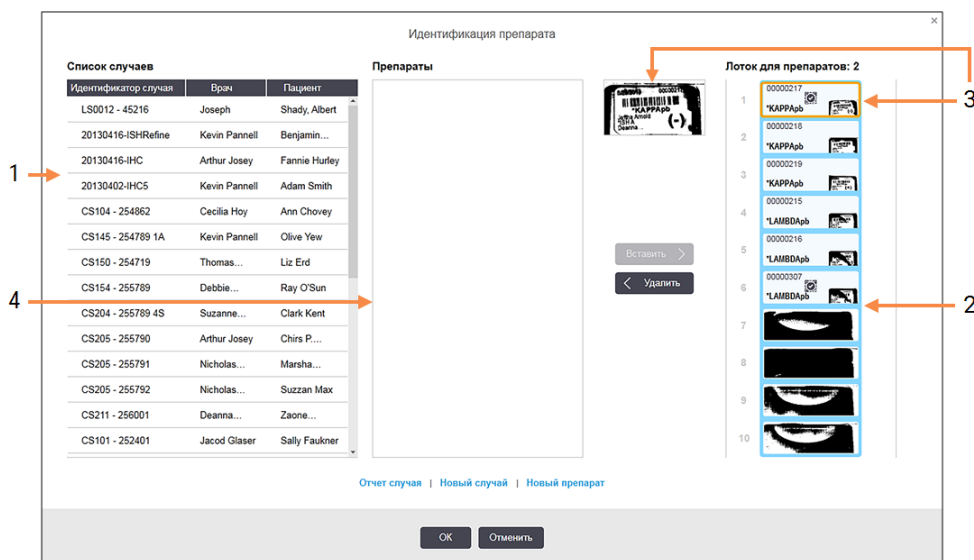 ×
Идентификация препарата
Список случаев
Препараты
Лоток для препаратов: 2
Идентификатор случая Врач Пациент
LS0012 - 45216 Joseph Shady, Albert
20130416-ISHRefine Kevin Pannell Benjamin...
20130416-IHC Arthur Josey Fannie Hurley
20130402-IHC5 Kevin Pannell Adam Smith
CS104 - 254862 Cecilia Hoy Ann Chovey
CS145 - 254789 1A Kevin Pannell Olive Yew
CS150 - 254719 Thomas... Liz Erd
CS154 - 255789 Debbie... Ray O'Sun
CS204 - 255789 4S Suzanne... Clark Kent
CS205 - 255790 Arthur Josey Chirs P....
CS205 - 255791 Nicholas... Marsha...
CS205 - 255792 Nicholas... Suzzan Max
CS211 - 256001 Deanna... Zaone...
CS101 - 252401 Jacod Glaser Sally Faukner
*KAPPApb
Jeftha Arnold
*ISH A
Deanna...
(-)
Вставить >
< Удалить
1 00000217
*KAPPApb
2 00000218
*KAPPApb
3 00000219
*KAPPApb
4 00000215
*LAMBDApb
5 00000216
*LAMBDApb
6 00000307
*LAMBDApb
7
8
9
10
1
4
3
2
Отчет случая | Новый случай | Новый препарат
ОК Отменить